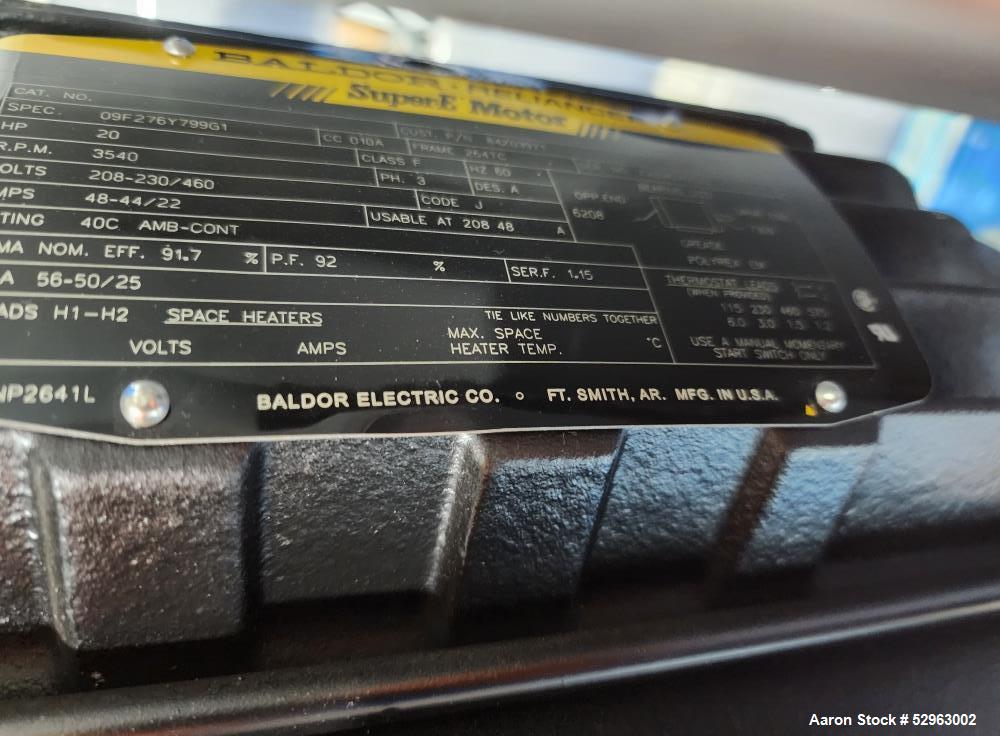 BALDOR · RELIANCE
SuperE Motor
CAT. NO.
SPEC. 09F276Y799G1
CC 010A CUST. P/N
HP 20
CLASS F FRAME 254TC
R.P.M. 3540
PH. 3 HZ 60
OLTS 208-230/460
CODE J DES. A
MPS 48-44/22
USABLE AT 208 48 A
TING 40C AMB-CONT
MA NOM. EFF. 91.7 % P.F. 92 % SER.F. 1.15
A 56-50/25
ADS H1-H2 SPACE HEATERS TIE LIKE NUMBERS TOGETHER
VOLTS AMPS MAX. SPACE HEATER TEMP. °C
OPP END
6208
GREASE
POLYREX EM
THERMOSTAT LEADS
(WHEN PROVIDED)
115 230 460 575
6.0 3.0 1.5 1.2
USE A MANUAL MOMENTARY
START SWITCH ONLY
NP2641L
BALDOR ELECTRIC CO. ○ FT. SMITH, AR. MFG. IN U.S.A.
Aaron Stock # 52963002